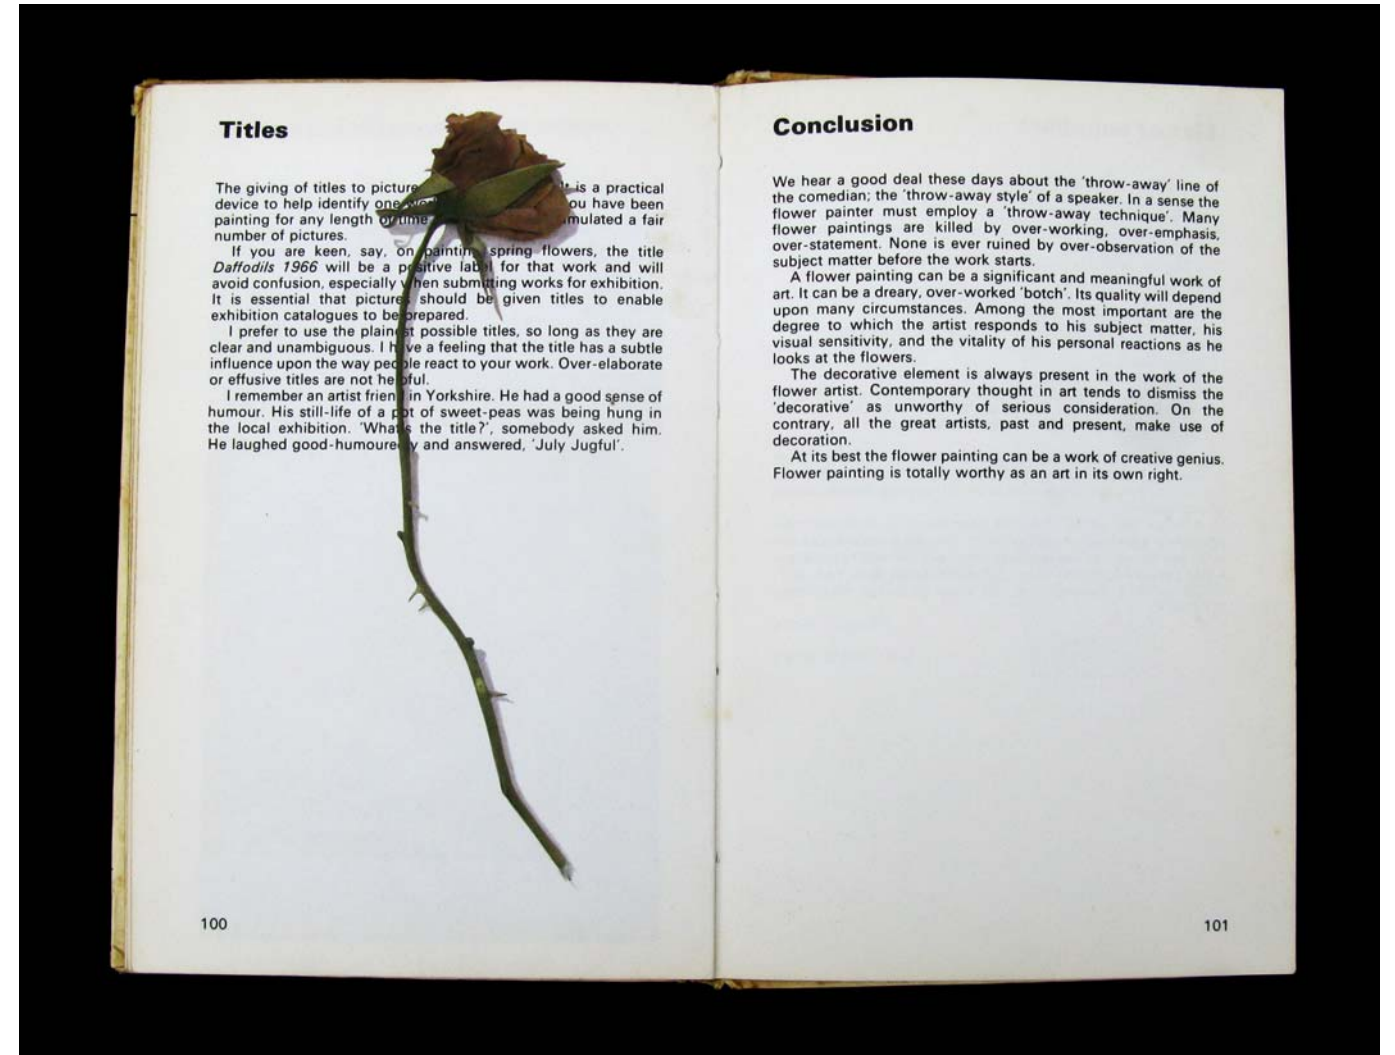 Titles
The giving of titles to picture is a practical
device to help identify one ou have been
painting for any length of time mulated a fair
number of pictures.
If you are keen, say, on painting spring flowers, the title
Daffodils 1966 will be a positive label for that work and will
avoid confusion, especially when submitting works for exhibition.
It is essential that pictures should be given titles to enable
exhibition catalogues to be prepared.
I prefer to use the plainest possible titles, so long as they are
clear and unambiguous. I have a feeling that the title has a subtle
influence upon the way people react to your work. Over-elaborate
or effusive titles are not helpful.
I remember an artist friend in Yorkshire. He had a good sense of
humour. His still-life of a pot of sweet-peas was being hung in
the local exhibition. 'What's the title?', somebody asked him.
He laughed good-humouredly and answered, 'July Jugful'.
100
Conclusion
We hear a good deal these days about the 'throw-away' line of
the comedian; the 'throw-away style' of a speaker. In a sense the
flower painter must employ a 'throw-away technique'. Many
flower paintings are killed by over-working, over-emphasis,
over-statement. None is ever ruined by over-observation of the
subject matter before the work starts.
A flower painting can be a significant and meaningful work of
art. It can be a dreary, over-worked 'botch'. Its quality will depend
upon many circumstances. Among the most important are the
degree to which the artist responds to his subject matter, his
visual sensitivity, and the vitality of his personal reactions as he
looks at the flowers.
The decorative element is always present in the work of the
flower artist. Contemporary thought in art tends to dismiss the
'decorative' as unworthy of serious consideration. On the
contrary, all the great artists, past and present, make use of
decoration.
At its best the flower painting can be a work of creative genius.
Flower painting is totally worthy as an art in its own right.
101